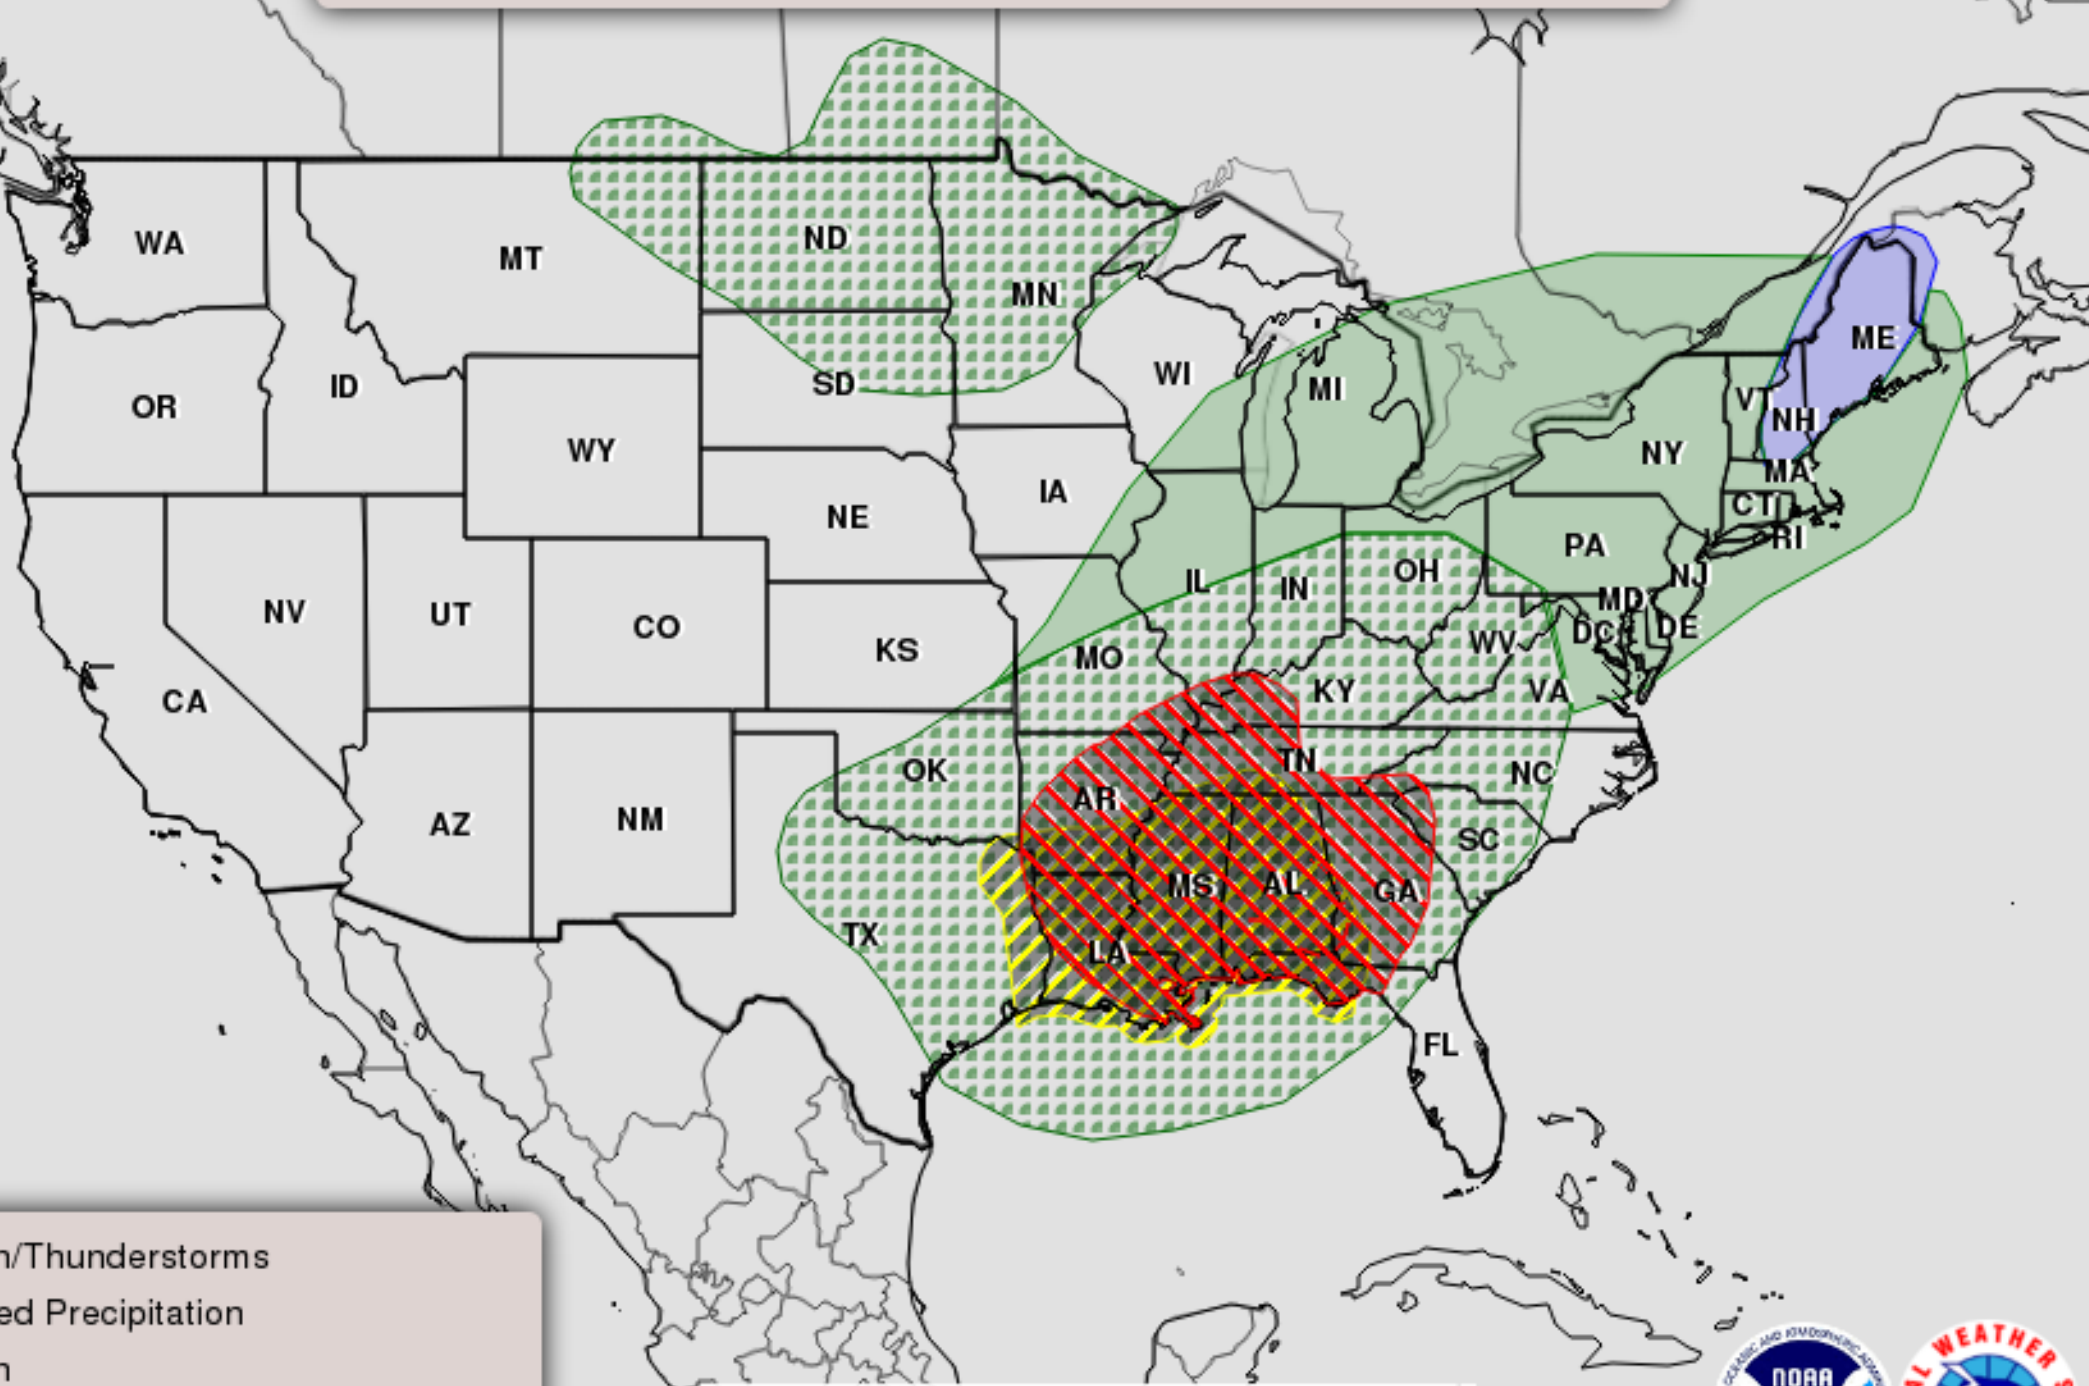 WA
MT
ND
MN
ME
OR
ID
SD
WI
MI
VT
NH
WY
NY
MA
IA
CT
NE
RI
PA
NV
UT
CO
KS
IL
IN
OH
NJ
MD
DC
DE
WV
MO
CA
KY
VA
OK
TN
NC
AZ
NM
AR
SC
TX
MS
AL
GA
LA
FL
n/Thunderstorms
ed Precipitation
n
NOAA
L WEATHER S